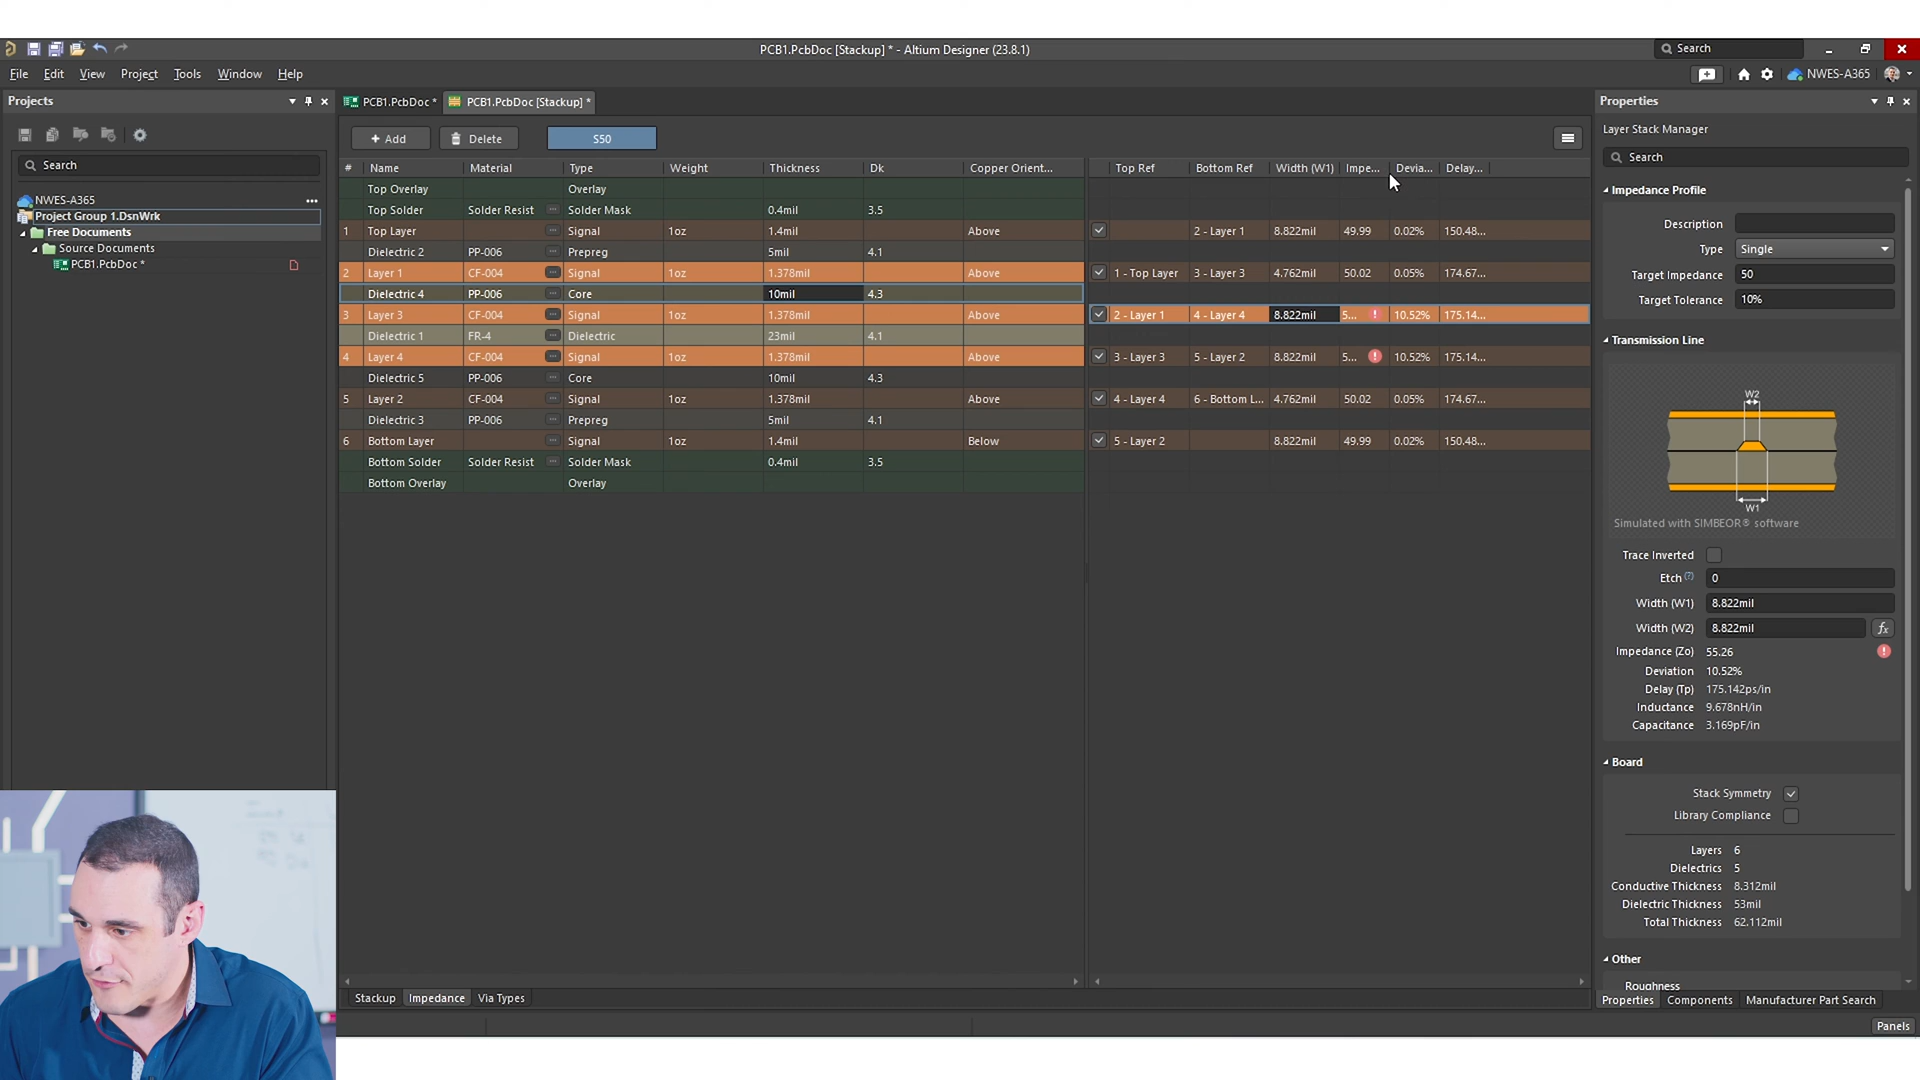 PCB1.PcbDoc [Stackup] * - Altium Designer (23.8.1)
Search
File Edit View Project Tools Window Help
NWES-A365
Projects
PCB1.PcbDoc *
PCB1.PcbDoc [Stackup] *
Properties
+ Add
Delete
S50
Layer Stack Manager
Search
Search
# Name Material Type Weight Thickness Dk Copper Orient... Top Ref Bottom Ref Width (W1) Impe... Devia... Delay...
Top Overlay Overlay
Top Solder Solder Resist Solder Mask 0.4mil 3.5
1 Top Layer Signal 1oz 1.4mil Above 2 - Layer 1 8.822mil 49.99 0.02% 150.48...
Dielectric 2 PP-006 Prepreg 5mil 4.1
2 Layer 1 CF-004 Signal 1oz 1.378mil Above 1 - Top Layer 3 - Layer 3 4.762mil 50.02 0.05% 174.67...
Dielectric 4 PP-006 Core 10mil 4.3
3 Layer 3 CF-004 Signal 1oz 1.378mil Above 2 - Layer 1 4 - Layer 4 8.822mil 5... ! 10.52% 175.14...
Dielectric 1 FR-4 Dielectric 23mil 4.1
4 Layer 4 CF-004 Signal 1oz 1.378mil Above 3 - Layer 3 5 - Layer 2 8.822mil 5... ! 10.52% 175.14...
Dielectric 5 PP-006 Core 10mil 4.3
5 Layer 2 CF-004 Signal 1oz 1.378mil Above 4 - Layer 4 6 - Bottom L... 4.762mil 50.02 0.05% 174.67...
Dielectric 3 PP-006 Prepreg 5mil 4.1
6 Bottom Layer Signal 1oz 1.4mil Below 5 - Layer 2 8.822mil 49.99 0.02% 150.48...
Bottom Solder Solder Resist Solder Mask 0.4mil 3.5
Bottom Overlay Overlay
NWES-A365
Project Group 1.DsnWrk
Free Documents
Source Documents
PCB1.PcbDoc *
Impedance Profile
Description
Type Single
Target Impedance 50
Target Tolerance 10%
Transmission Line
W2
W1
Simulated with SIMBEOR® software
Trace Inverted
Etch (?) 0
Width (W1) 8.822mil
Width (W2) 8.822mil fx
Impedance (Zo) 55.26 !
Deviation 10.52%
Delay (Tp) 175.142ps/in
Inductance 9.678nH/in
Capacitance 3.169pF/in
Board
Stack Symmetry
Library Compliance
Layers 6
Dielectrics 5
Conductive Thickness 8.312mil
Dielectric Thickness 53mil
Total Thickness 62.112mil
Other
Roughness
Stackup Impedance Via Types
Properties Components Manufacturer Part Search
Panels